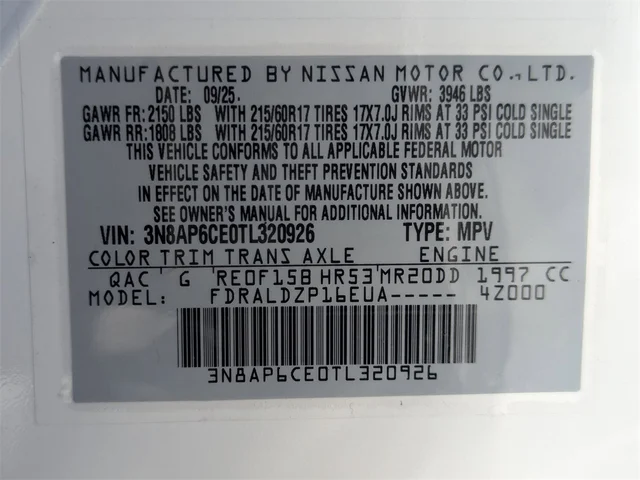 MANUFACTURED BY NISSAN MOTOR CO., LTD.
DATE: 09/25. GVWR: 3946 LBS
GAWR FR: 2150 LBS WITH 215/60R17 TIRES 17X7.0J RIMS AT 33 PSI COLD SINGLE
GAWR RR: 1808 LBS WITH 215/60R17 TIRES 17X7.0J RIMS AT 33 PSI COLD SINGLE
THIS VEHICLE CONFORMS TO ALL APPLICABLE FEDERAL MOTOR
VEHICLE SAFETY AND THEFT PREVENTION STANDARDS
IN EFFECT ON THE DATE OF MANUFACTURE SHOWN ABOVE.
SEE OWNER'S MANUAL FOR ADDITIONAL INFORMATION.
VIN: 3N8AP6CE0TL320926 TYPE: MPV
COLOR TRIM TRANS AXLE ENGINE
QAC G RE0F15B HR53 MR20DD 1997 CC
MODEL: FDRALDZP16EUA----- 4Z000
3N8AP6CE0TL320926